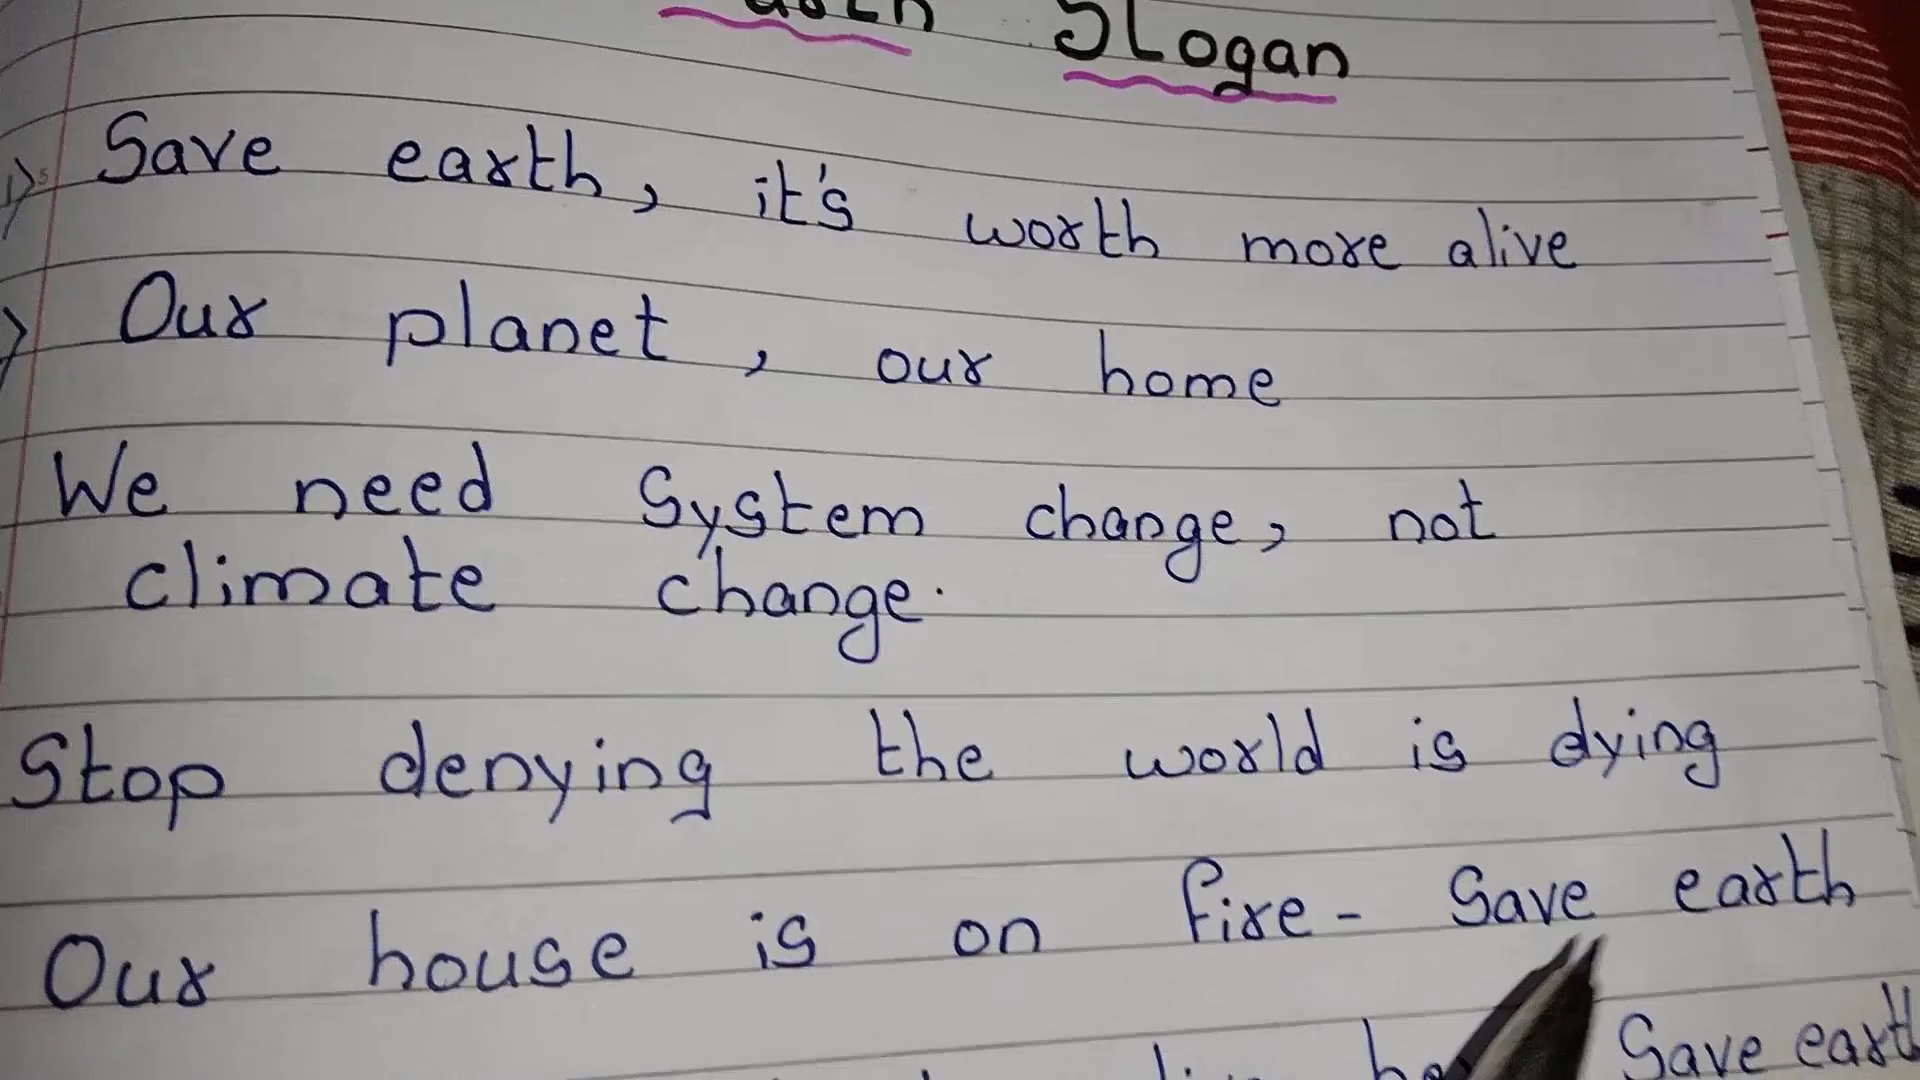 Slogan
1) Save earth, it's worth more alive
Our planet, our home
We need System change, not
climate change.
Stop denying the world is dying
Our house is on fire - Save earth
Save earth